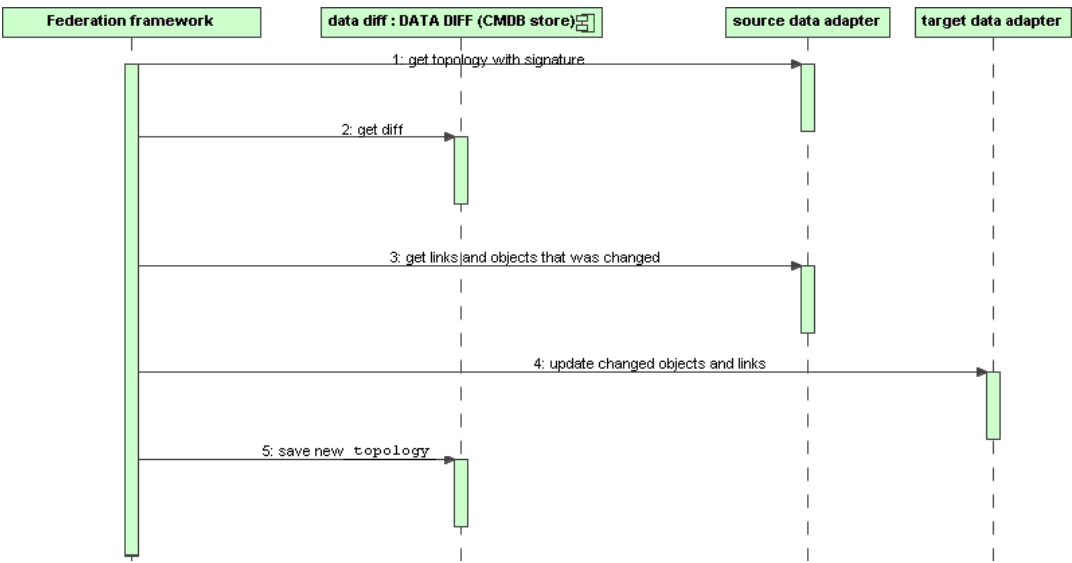 Federation framework
data diff : DATA DIFF (CMDB store)
source data adapter
target data adapter
1: get topology with signature
2: get diff
3: get links and objects that was changed
4: update changed objects and links
5: save new topology